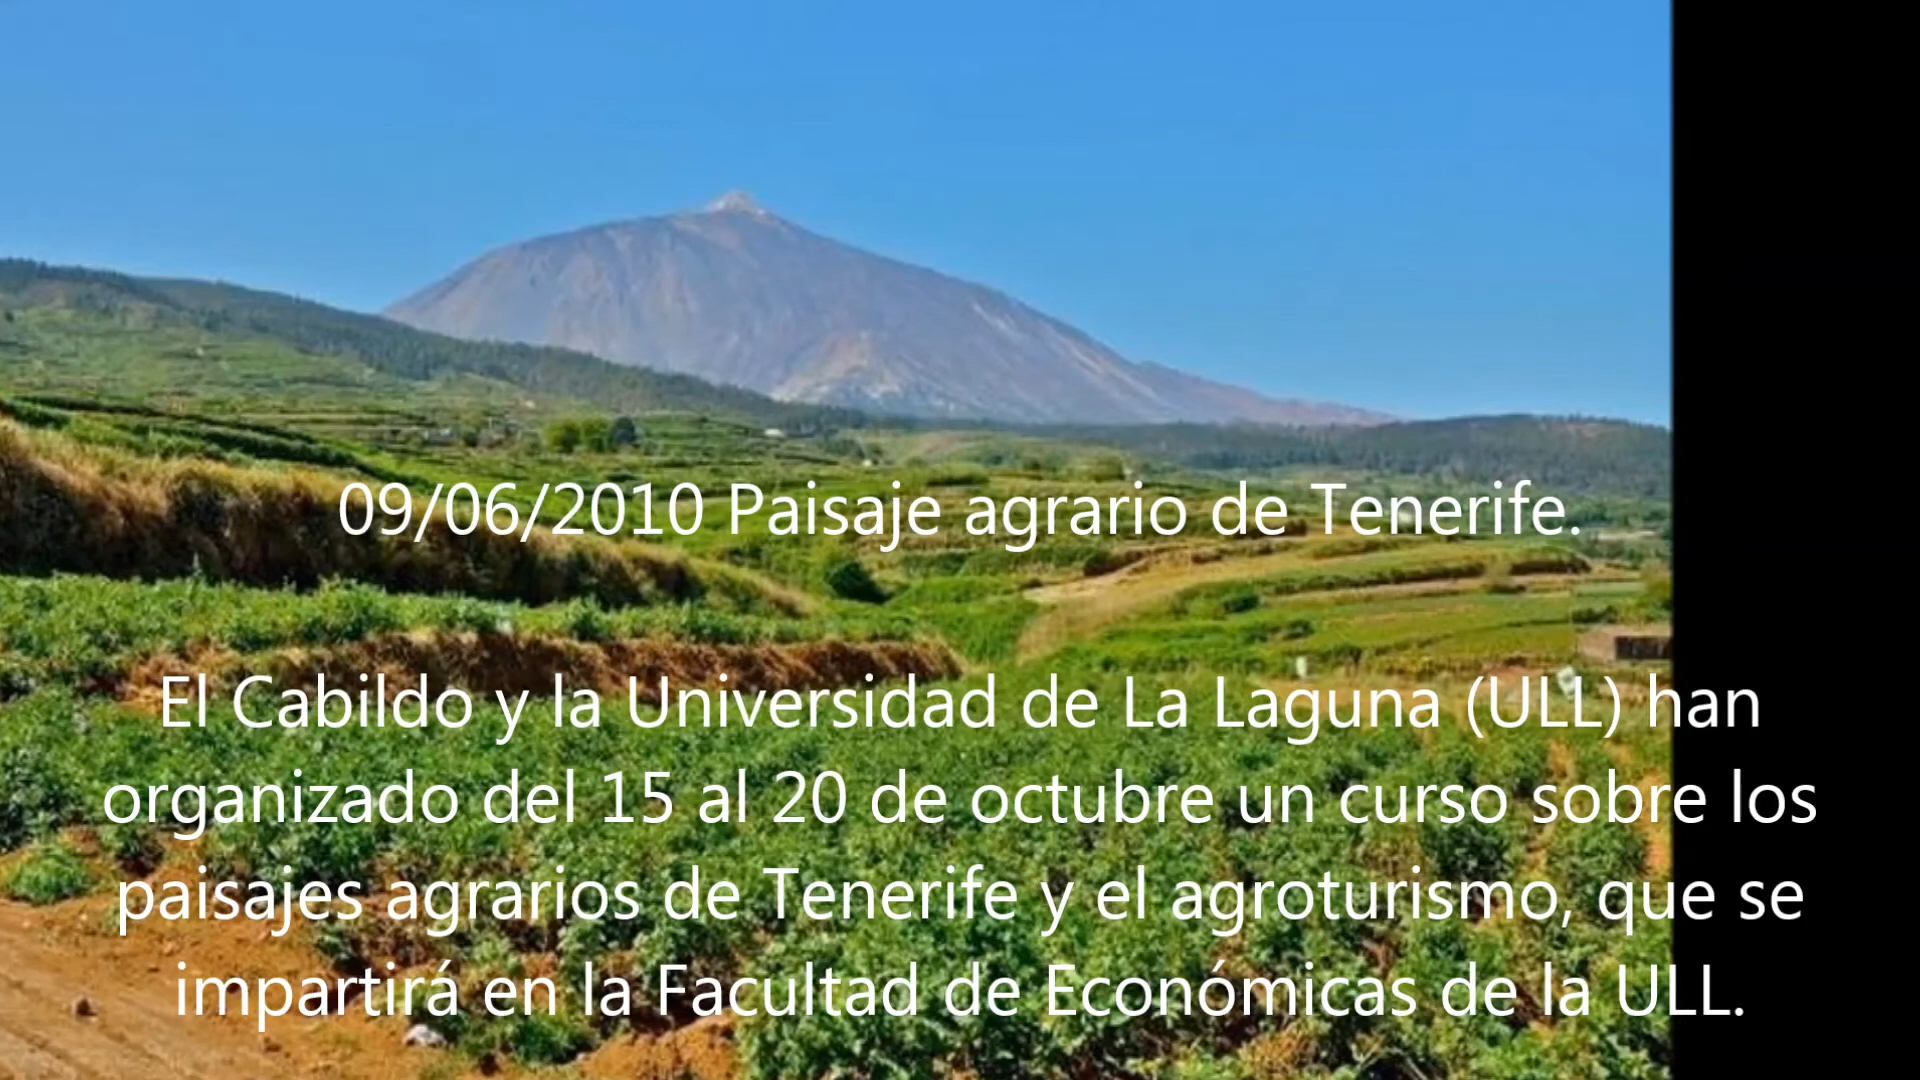 09/06/2010 Paisaje agrario de Tenerife.
El Cabildo y la Universidad de La Laguna (ULL) han
organizado del 15 al 20 de octubre un curso sobre los
paisajes agrarios de Tenerife y el agroturismo, que se
impartirá en la Facultad de Económicas de la ULL.